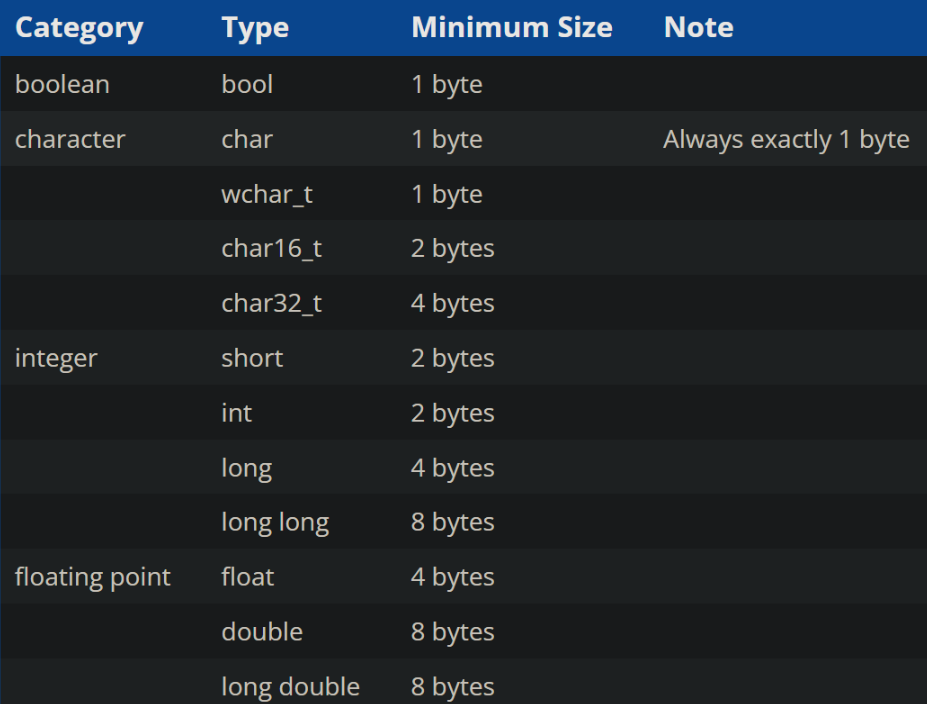 Category Type Minimum Size Note
boolean bool 1 byte
character char 1 byte Always exactly 1 byte
wchar_t 1 byte
char16_t 2 bytes
char32_t 4 bytes
integer short 2 bytes
int 2 bytes
long 4 bytes
long long 8 bytes
floating point float 4 bytes
double 8 bytes
long double 8 bytes